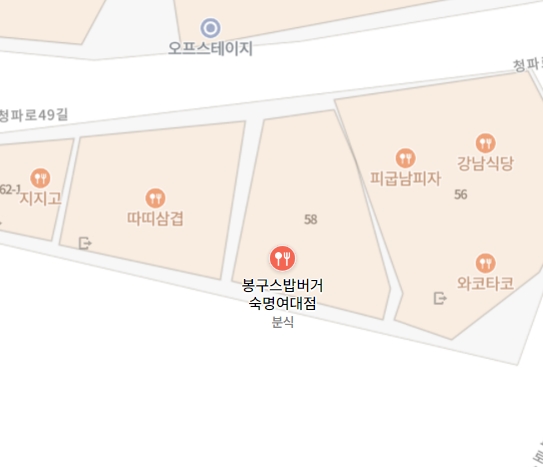 오프스테이지
청파로
청파로49길
피굽남피자
강남식당
62-1
지지고
56
따띠삼겹
58
와코타코
봉구스밥버거
숙명여대점
분식